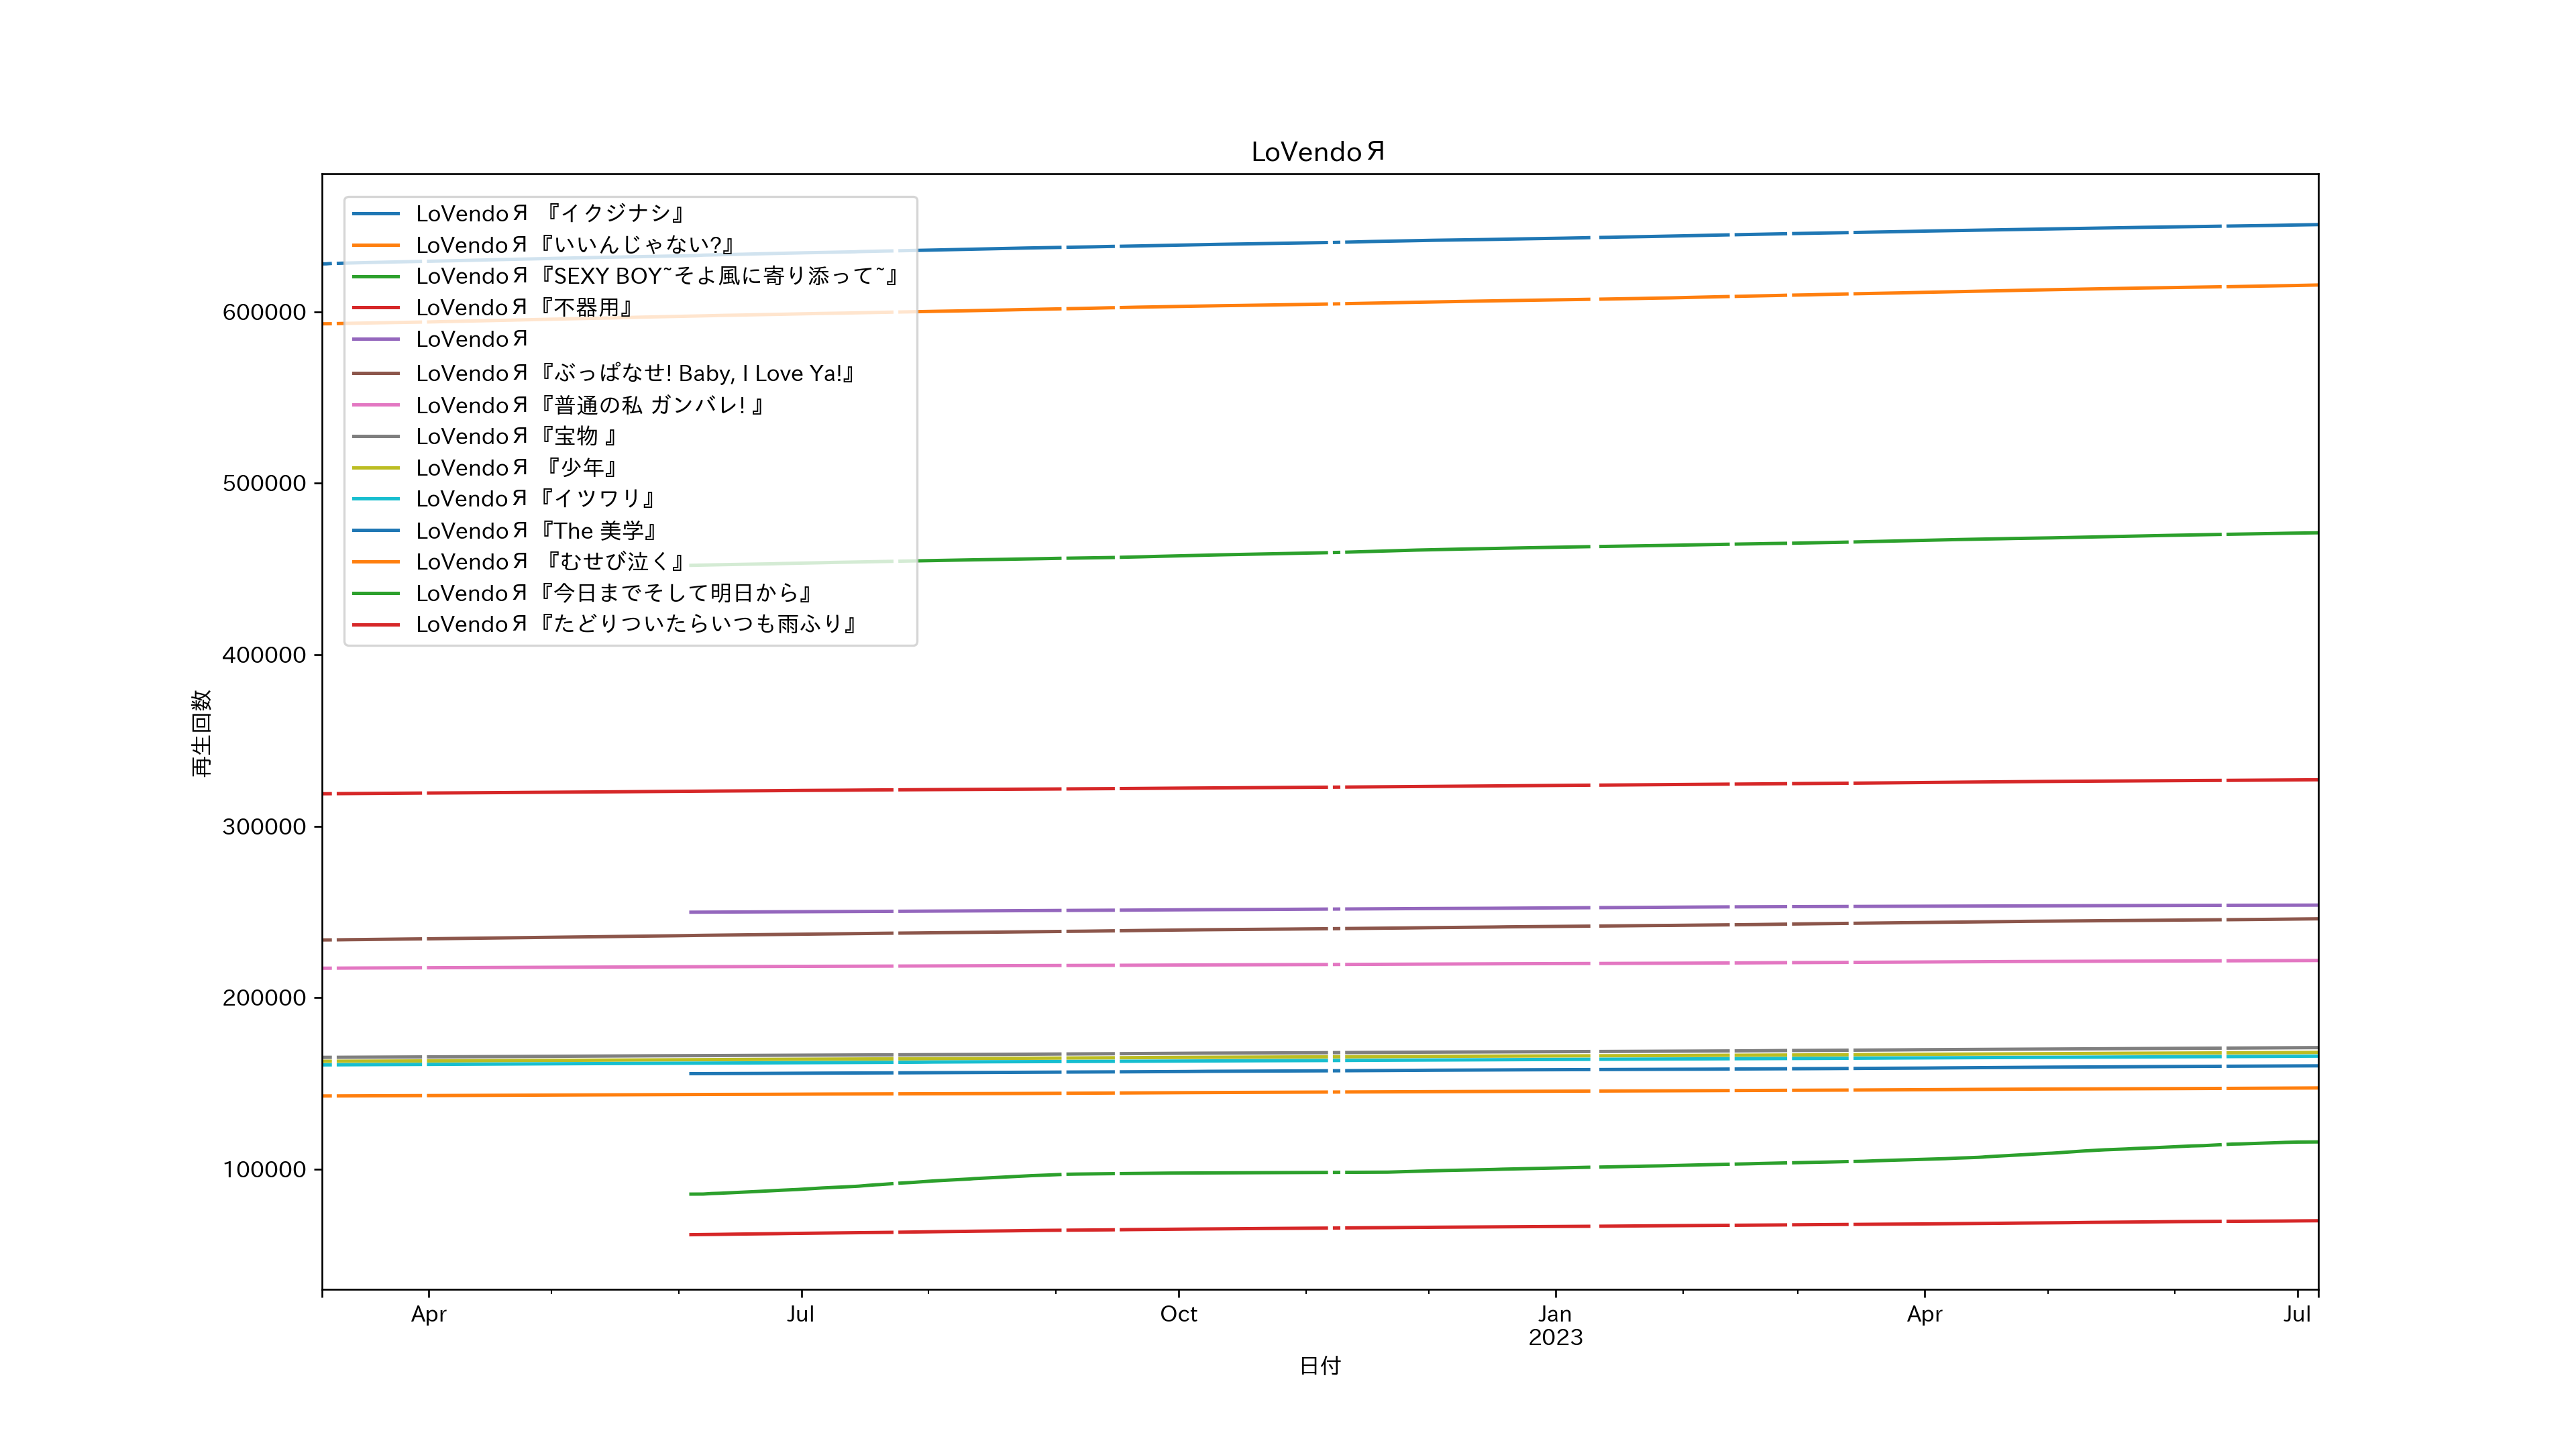 LoVendoЯ
LoVendoЯ 『イクジナシ』
LoVendoЯ『いいんじゃない?』
LoVendoЯ『SEXY BOY~そよ風に寄り添って~』
LoVendoЯ『不器用』
LoVendoЯ
LoVendoЯ『ぶっぱなせ! Baby, I Love Ya!』
LoVendoЯ『普通の私 ガンバレ! 』
LoVendoЯ『宝物 』
LoVendoЯ 『少年』
LoVendoЯ『イツワリ』
LoVendoЯ『The 美学』
LoVendoЯ 『むせび泣く』
LoVendoЯ『今日までそして明日から』
LoVendoЯ『たどりついたらいつも雨ふり』
600000
500000
400000
300000
200000
100000
再生回数
Apr
Jul
Oct
Jan
2023
Apr
Jul
日付